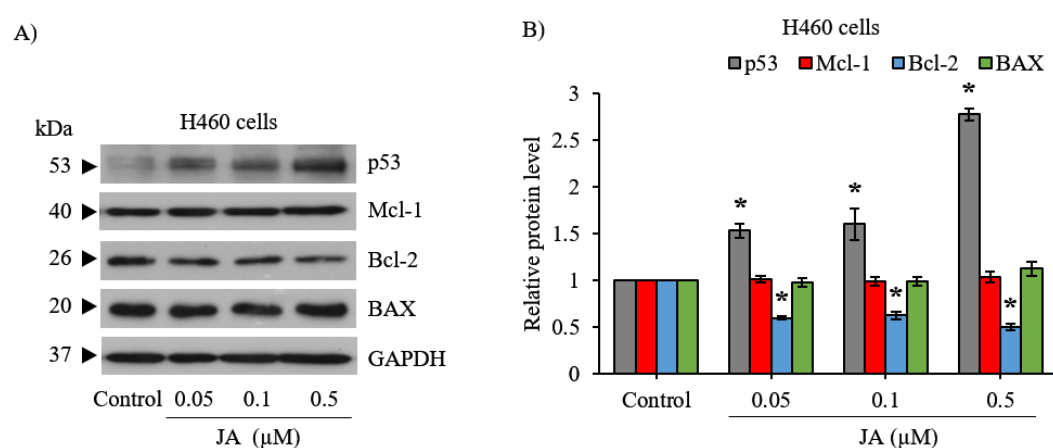 A)
H460 cells
kDa
53 ▶ p53
40 ▶ Mcl-1
26 ▶ Bcl-2
20 ▶ BAX
37 ▶ GAPDH
Control 0.05 0.1 0.5
JA (μM)
B)
H460 cells
p53 Mcl-1 Bcl-2 BAX
Relative protein level
3
2.5
2
1.5
1
0.5
0
* * * * * *
Control 0.05 0.1 0.5
JA (μM)